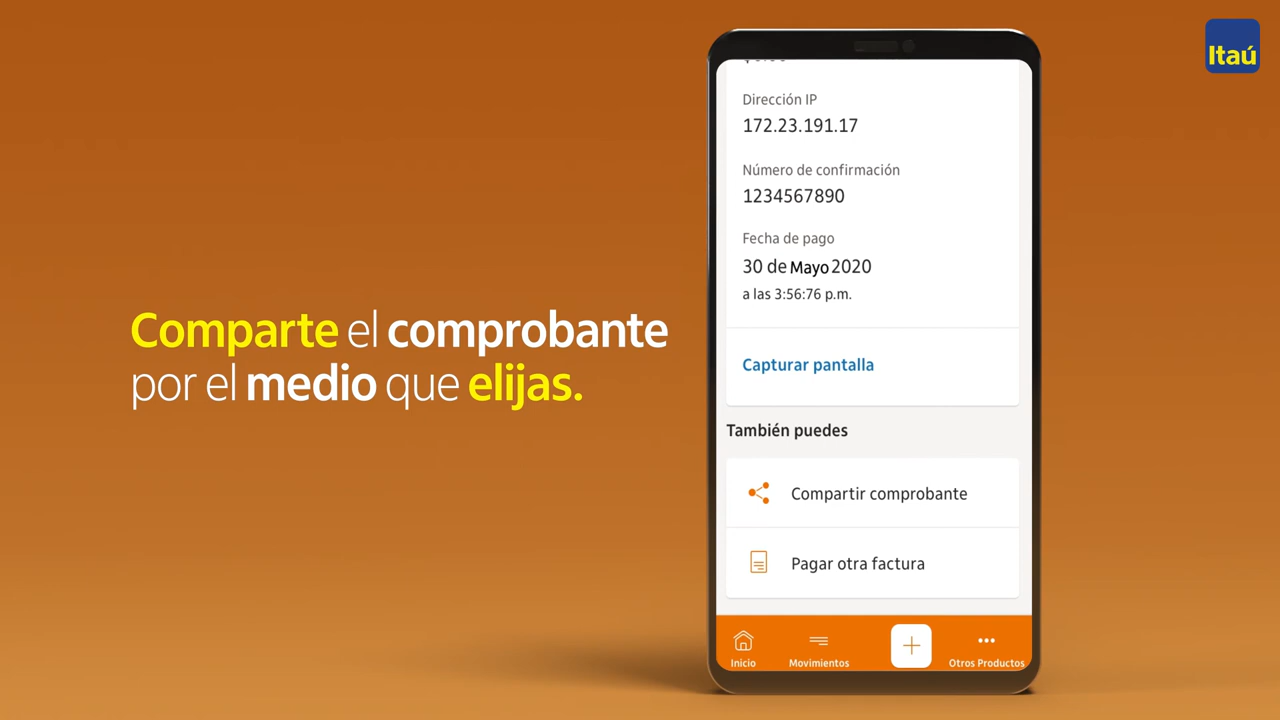 Itaú
Comparte el comprobante
por el medio que elijas.
Dirección IP
172.23.191.17
Número de confirmación
1234567890
Fecha de pago
30 de Mayo 2020
a las 3:56:76 p.m.
Capturar pantalla
También puedes
Compartir comprobante
Pagar otra factura
Inicio
Movimientos
Otros Productos